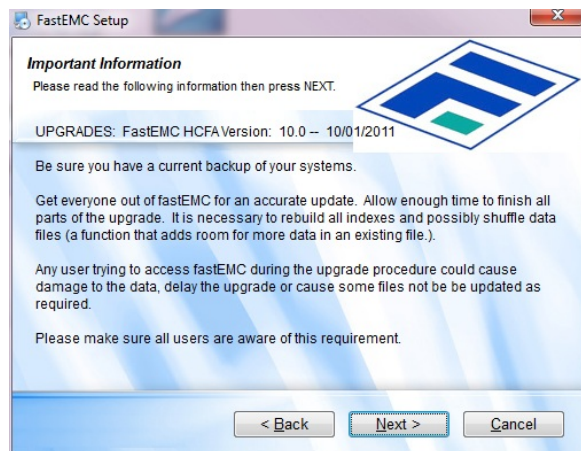 FastEMC Setup
Important Information
Please read the following information then press NEXT.
UPGRADES: FastEMC HCFA Version: 10.0 -- 10/01/2011
Be sure you have a current backup of your systems.
Get everyone out of fastEMC for an accurate update. Allow enough time to finish all
parts of the upgrade. It is necessary to rebuild all indexes and possibly shuffle data
files (a function that adds room for more data in an existing file.).
Any user trying to access fastEMC during the upgrade procedure could cause
damage to the data, delay the upgrade or cause some files not be be updated as
required.
Please make sure all users are aware of this requirement.
< Back Next > Cancel